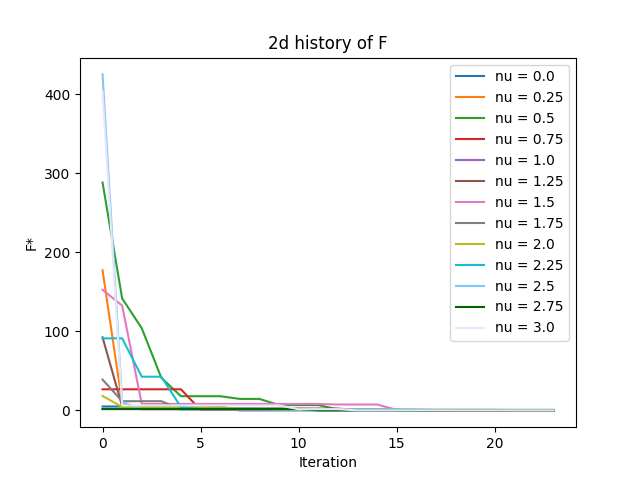 2d history of F
F*
400
300
200
100
0
0
5
10
15
20
Iteration
nu = 0.0
nu = 0.25
nu = 0.5
nu = 0.75
nu = 1.0
nu = 1.25
nu = 1.5
nu = 1.75
nu = 2.0
nu = 2.25
nu = 2.5
nu = 2.75
nu = 3.0